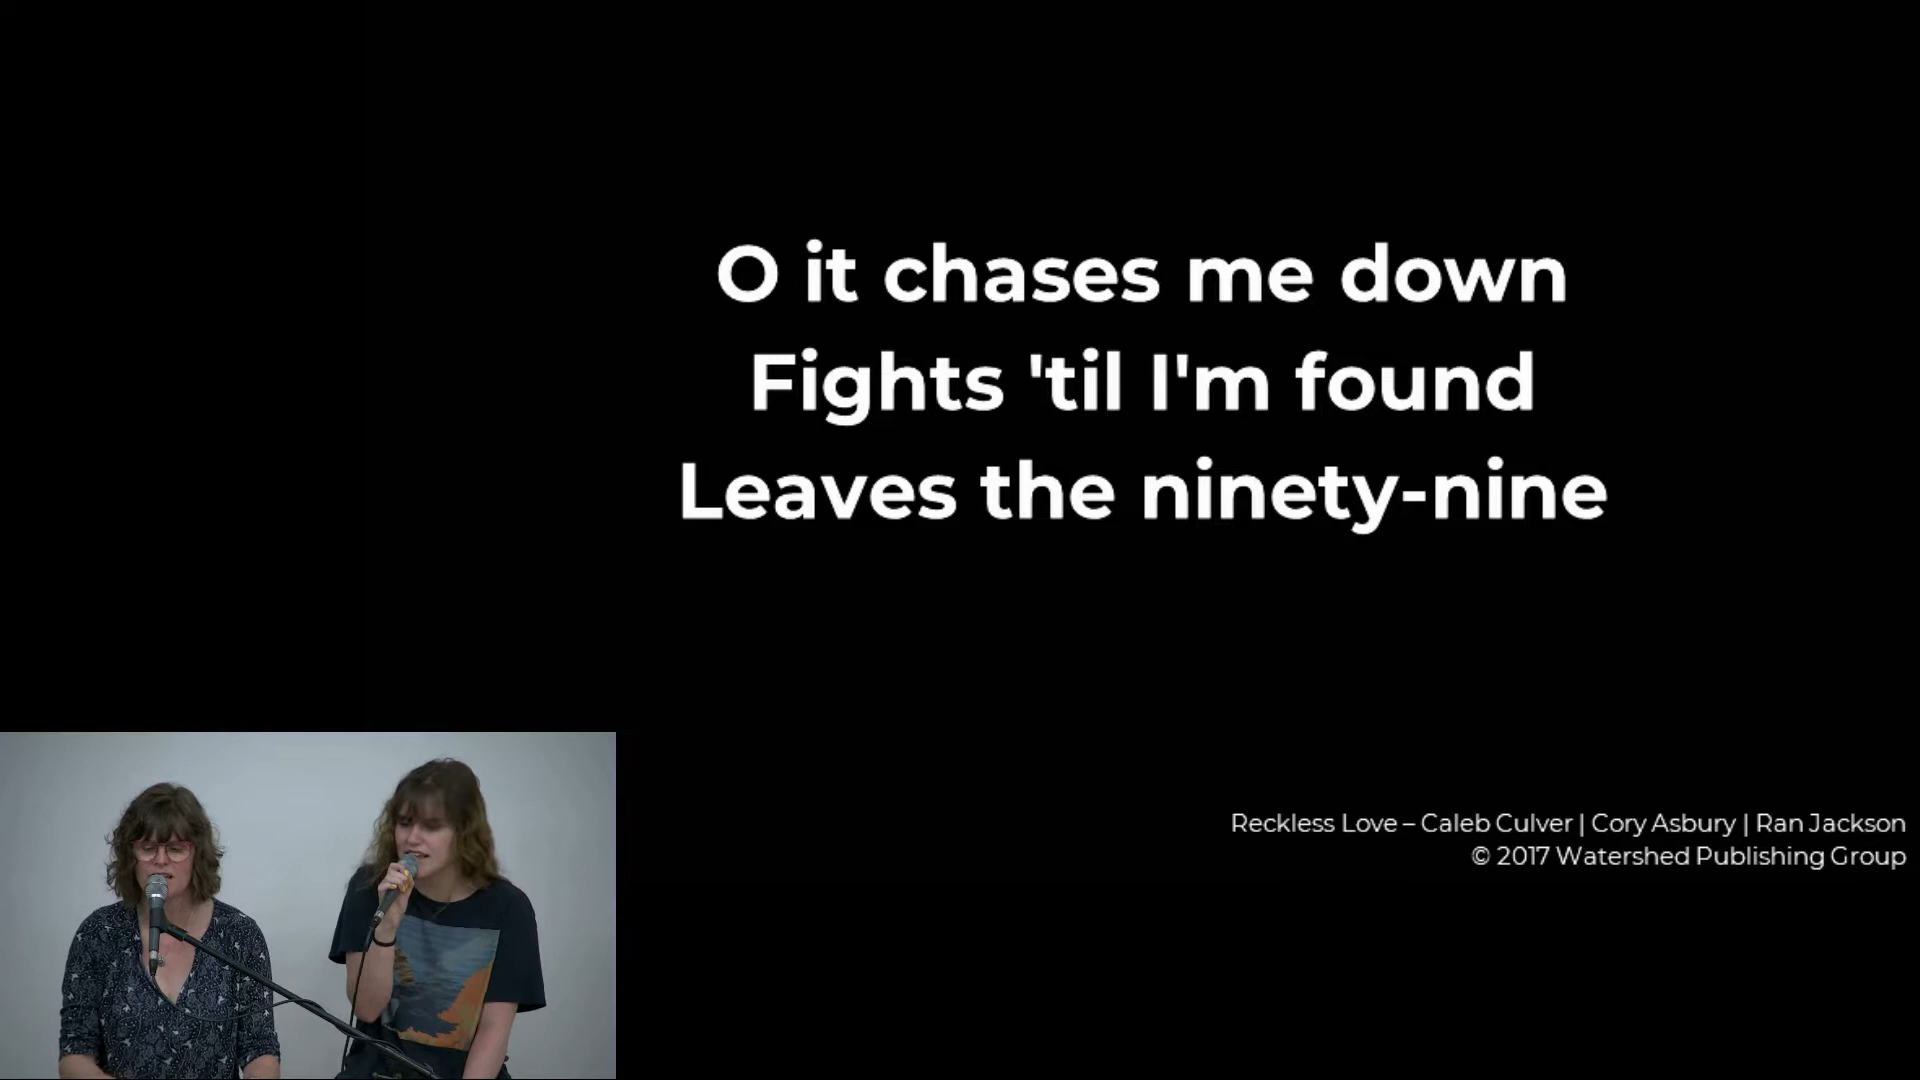 O it chases me down
Fights 'til I'm found
Leaves the ninety-nine
Reckless Love – Caleb Culver | Cory Asbury | Ran Jackson
© 2017 Watershed Publishing Group